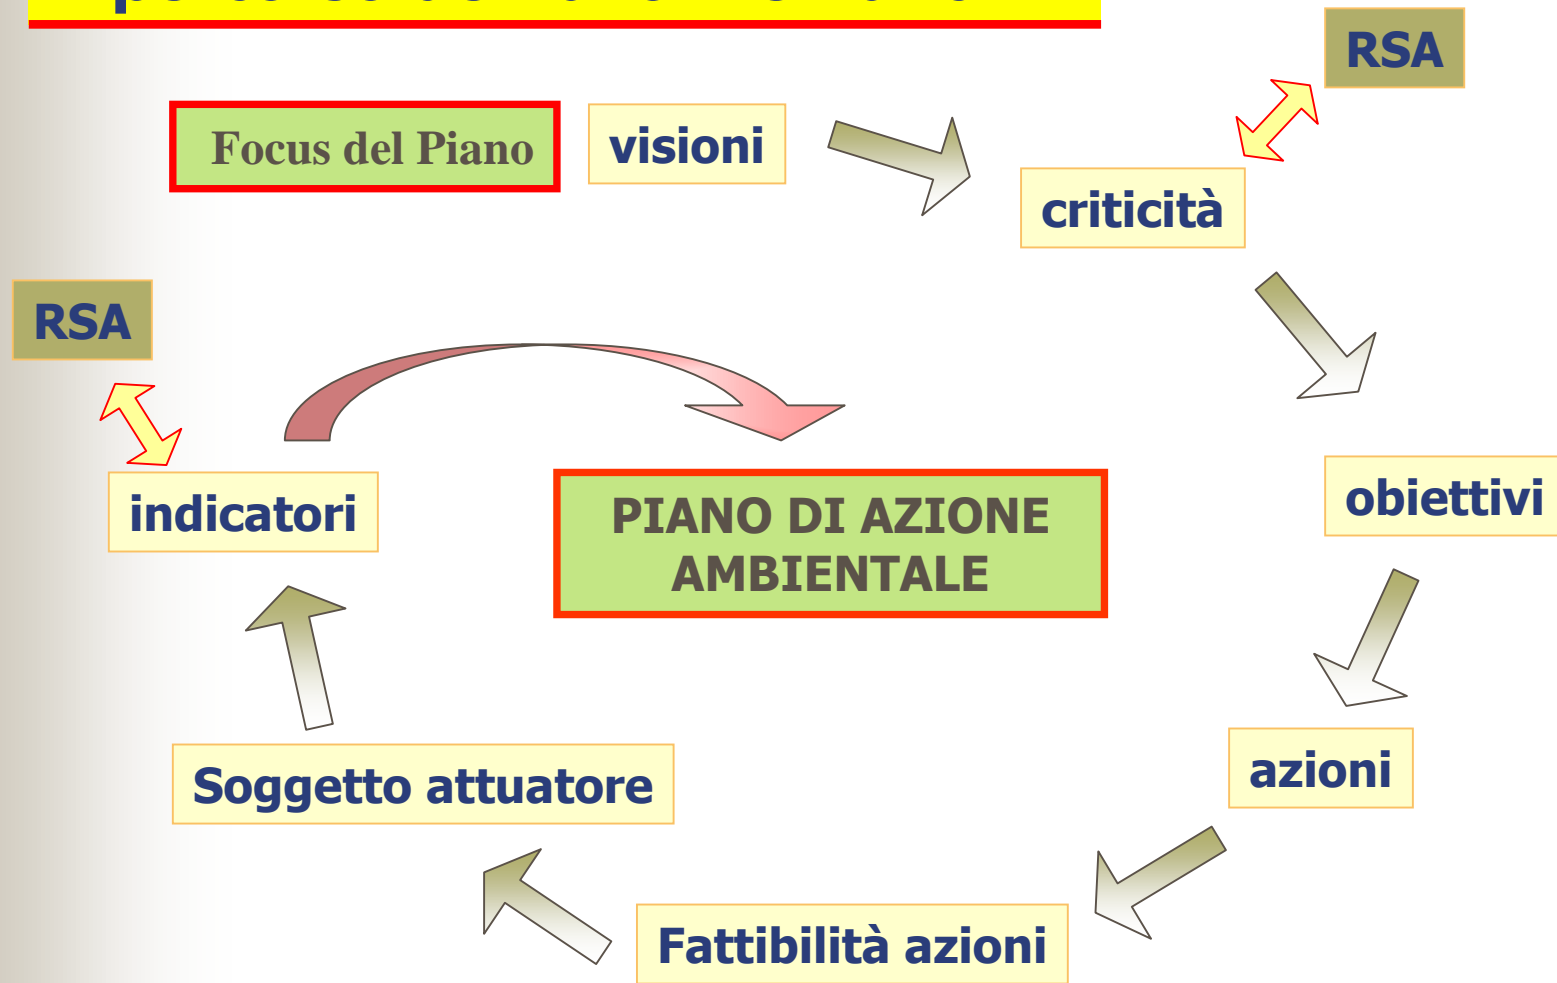 RSA
Focus del Piano
visioni
criticità
RSA
indicatori
PIANO DI AZIONE
AMBIENTALE
obiettivi
Soggetto attuatore
azioni
Fattibilità azioni